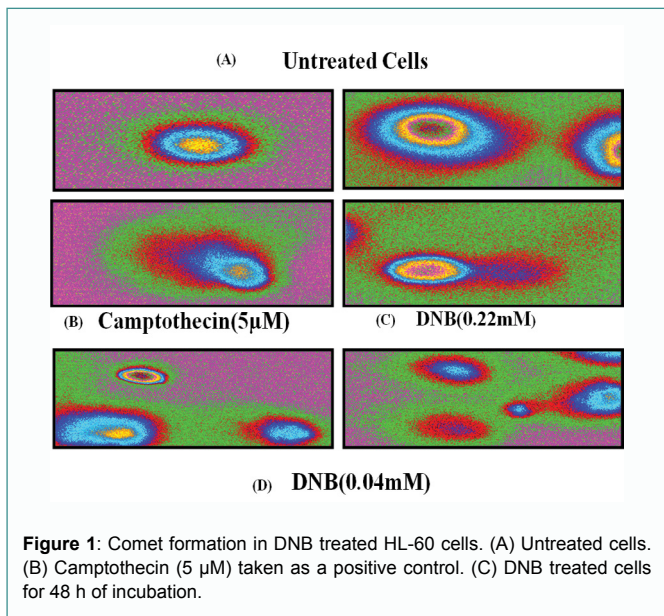 (A) Untreated Cells
(B) Camptothecin(5µM) (C) DNB(0.22mM)
(D) DNB(0.04mM)
Figure 1: Comet formation in DNB treated HL-60 cells. (A) Untreated cells.
(B) Camptothecin (5 µM) taken as a positive control. (C) DNB treated cells
for 48 h of incubation.